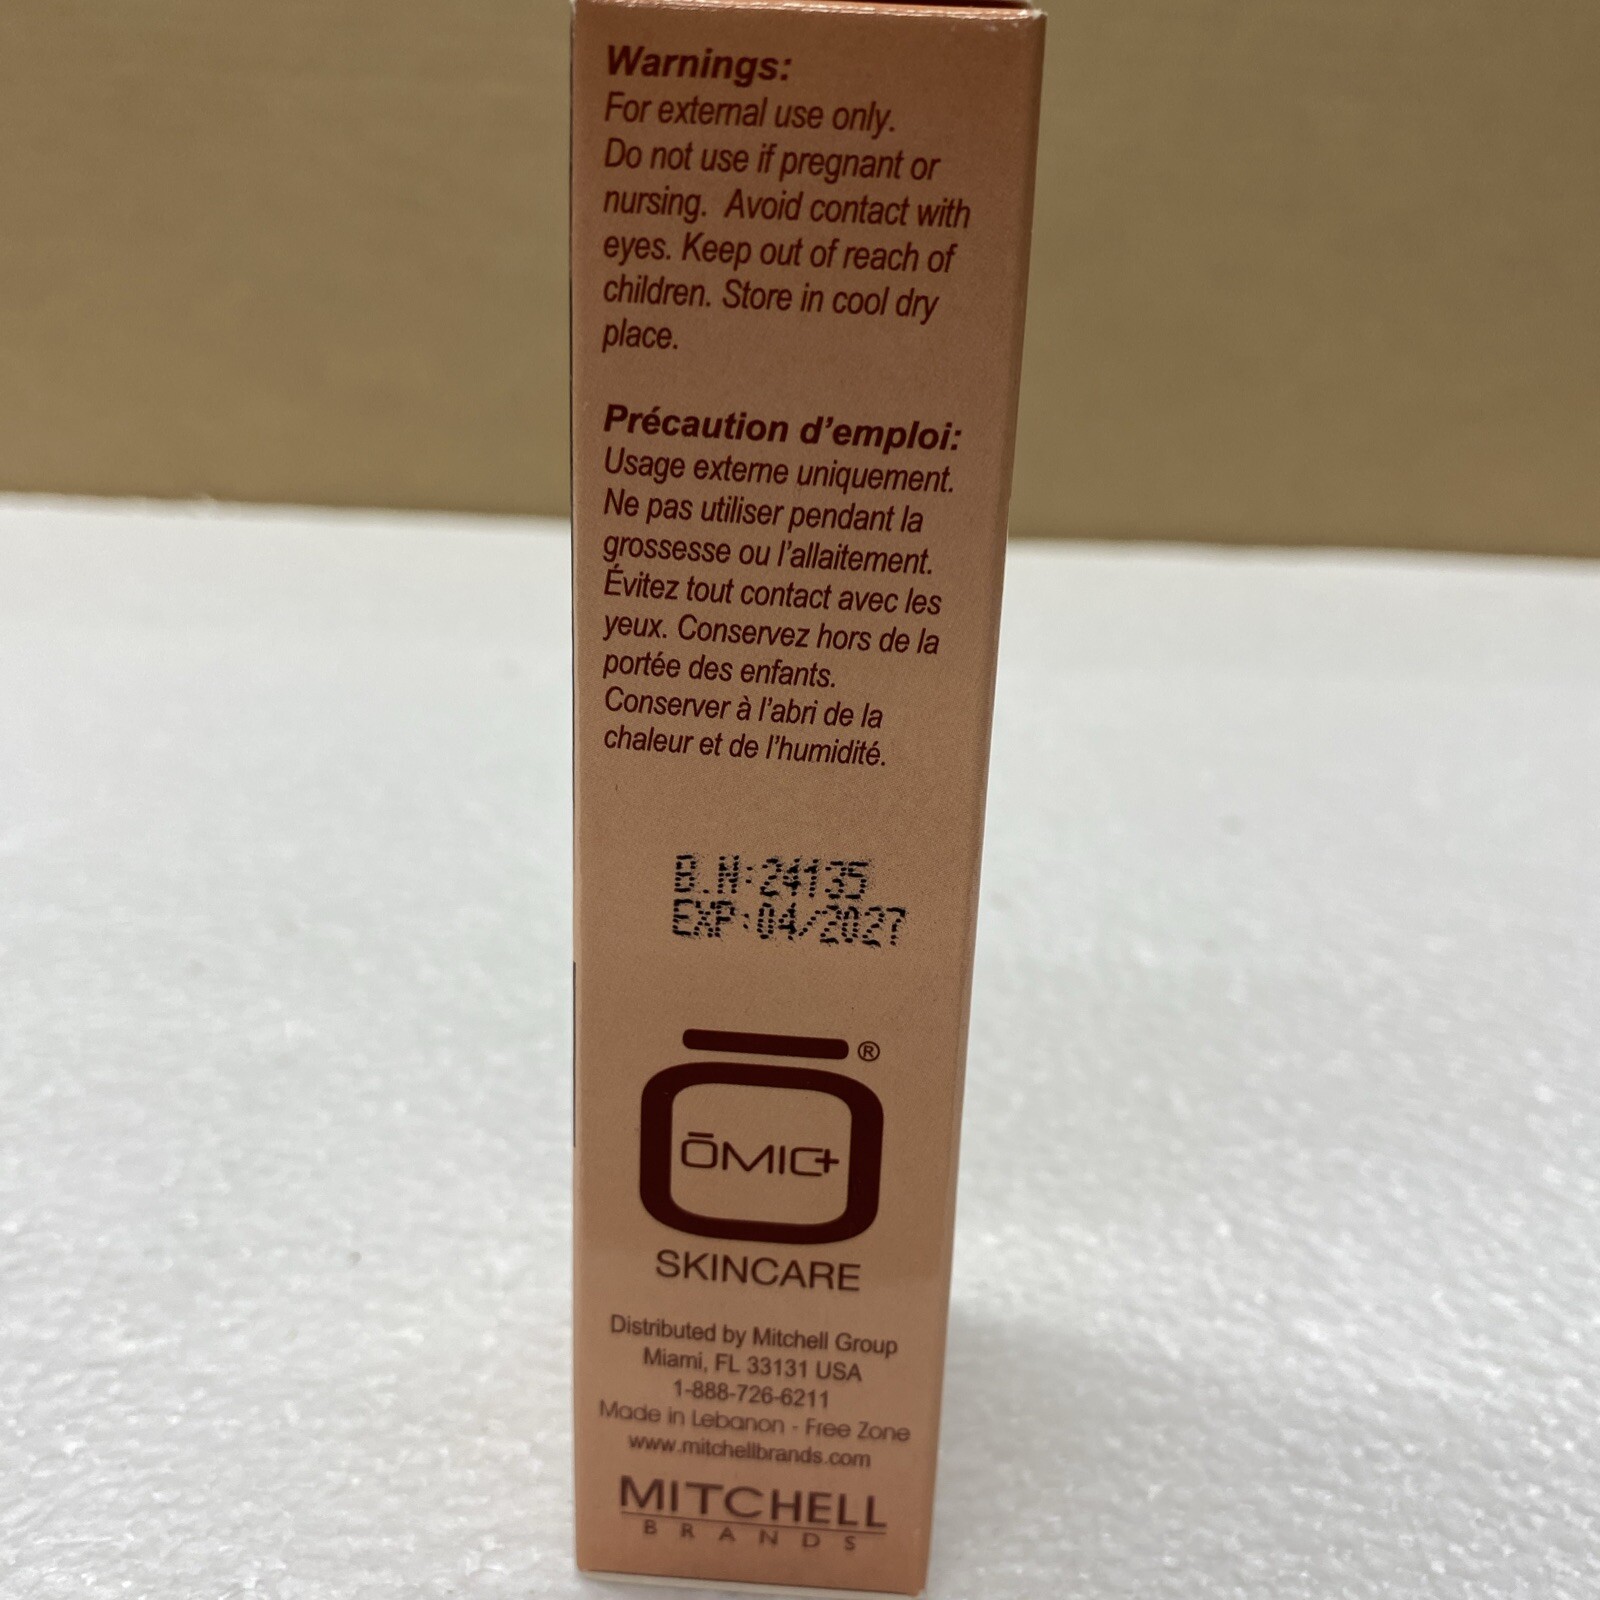 Warnings:
For external use only.
Do not use if pregnant or
nursing. Avoid contact with
eyes. Keep out of reach of
children. Store in cool dry
place.
Précaution d'emploi:
Usage externe uniquement.
Ne pas utiliser pendant la
grossesse ou l'allaitement.
Évitez tout contact avec les
yeux. Conservez hors de la
portée des enfants.
Conserver à l'abri de la
chaleur et de l'humidité.
B.N:24135
EXP:04/2027
®
ŌMIC+
SKINCARE
Distributed by Mitchell Group
Miami, FL 33131 USA
1-888-726-6211
Made in Lebanon - Free Zone
www.mitchellbrands.com
MITCHELL
BRANDS